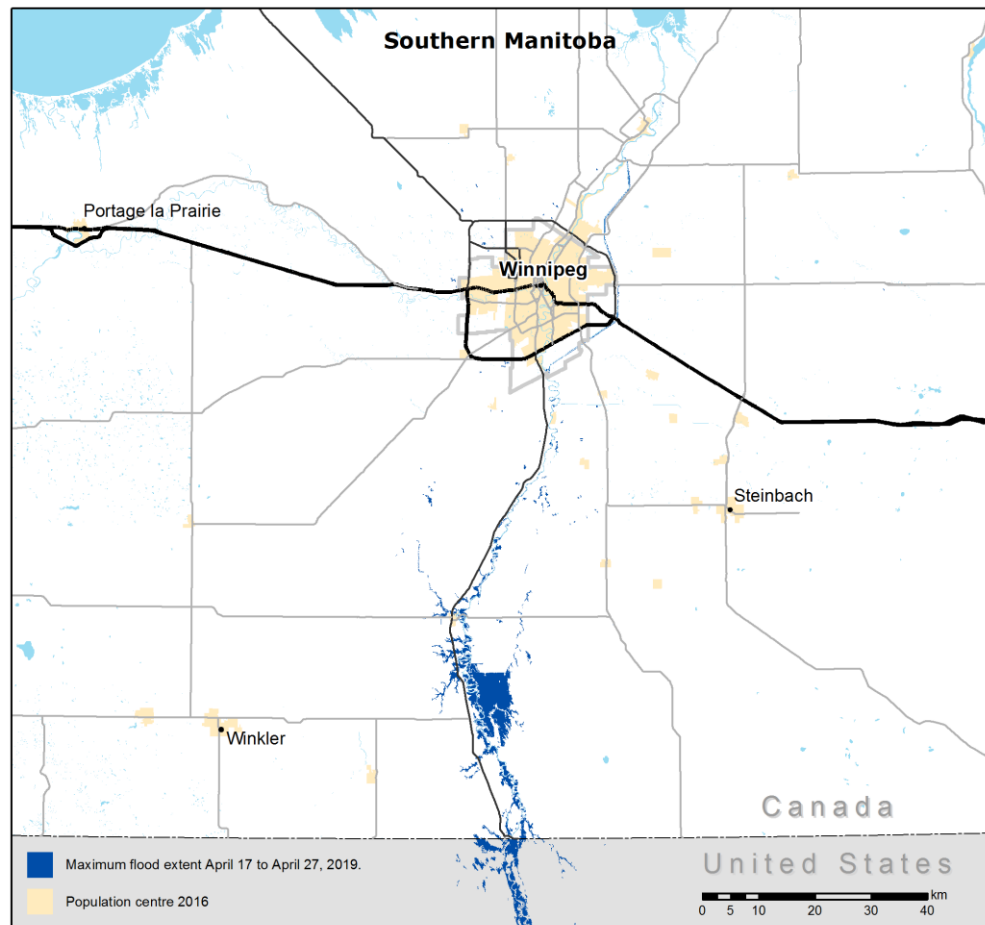 Southern Manitoba
Portage la Prairie
Winnipeg
Steinbach
Winkler
Canada
United States
Maximum flood extent April 17 to April 27, 2019.
Population centre 2016
km
0 5 10 20 30 40